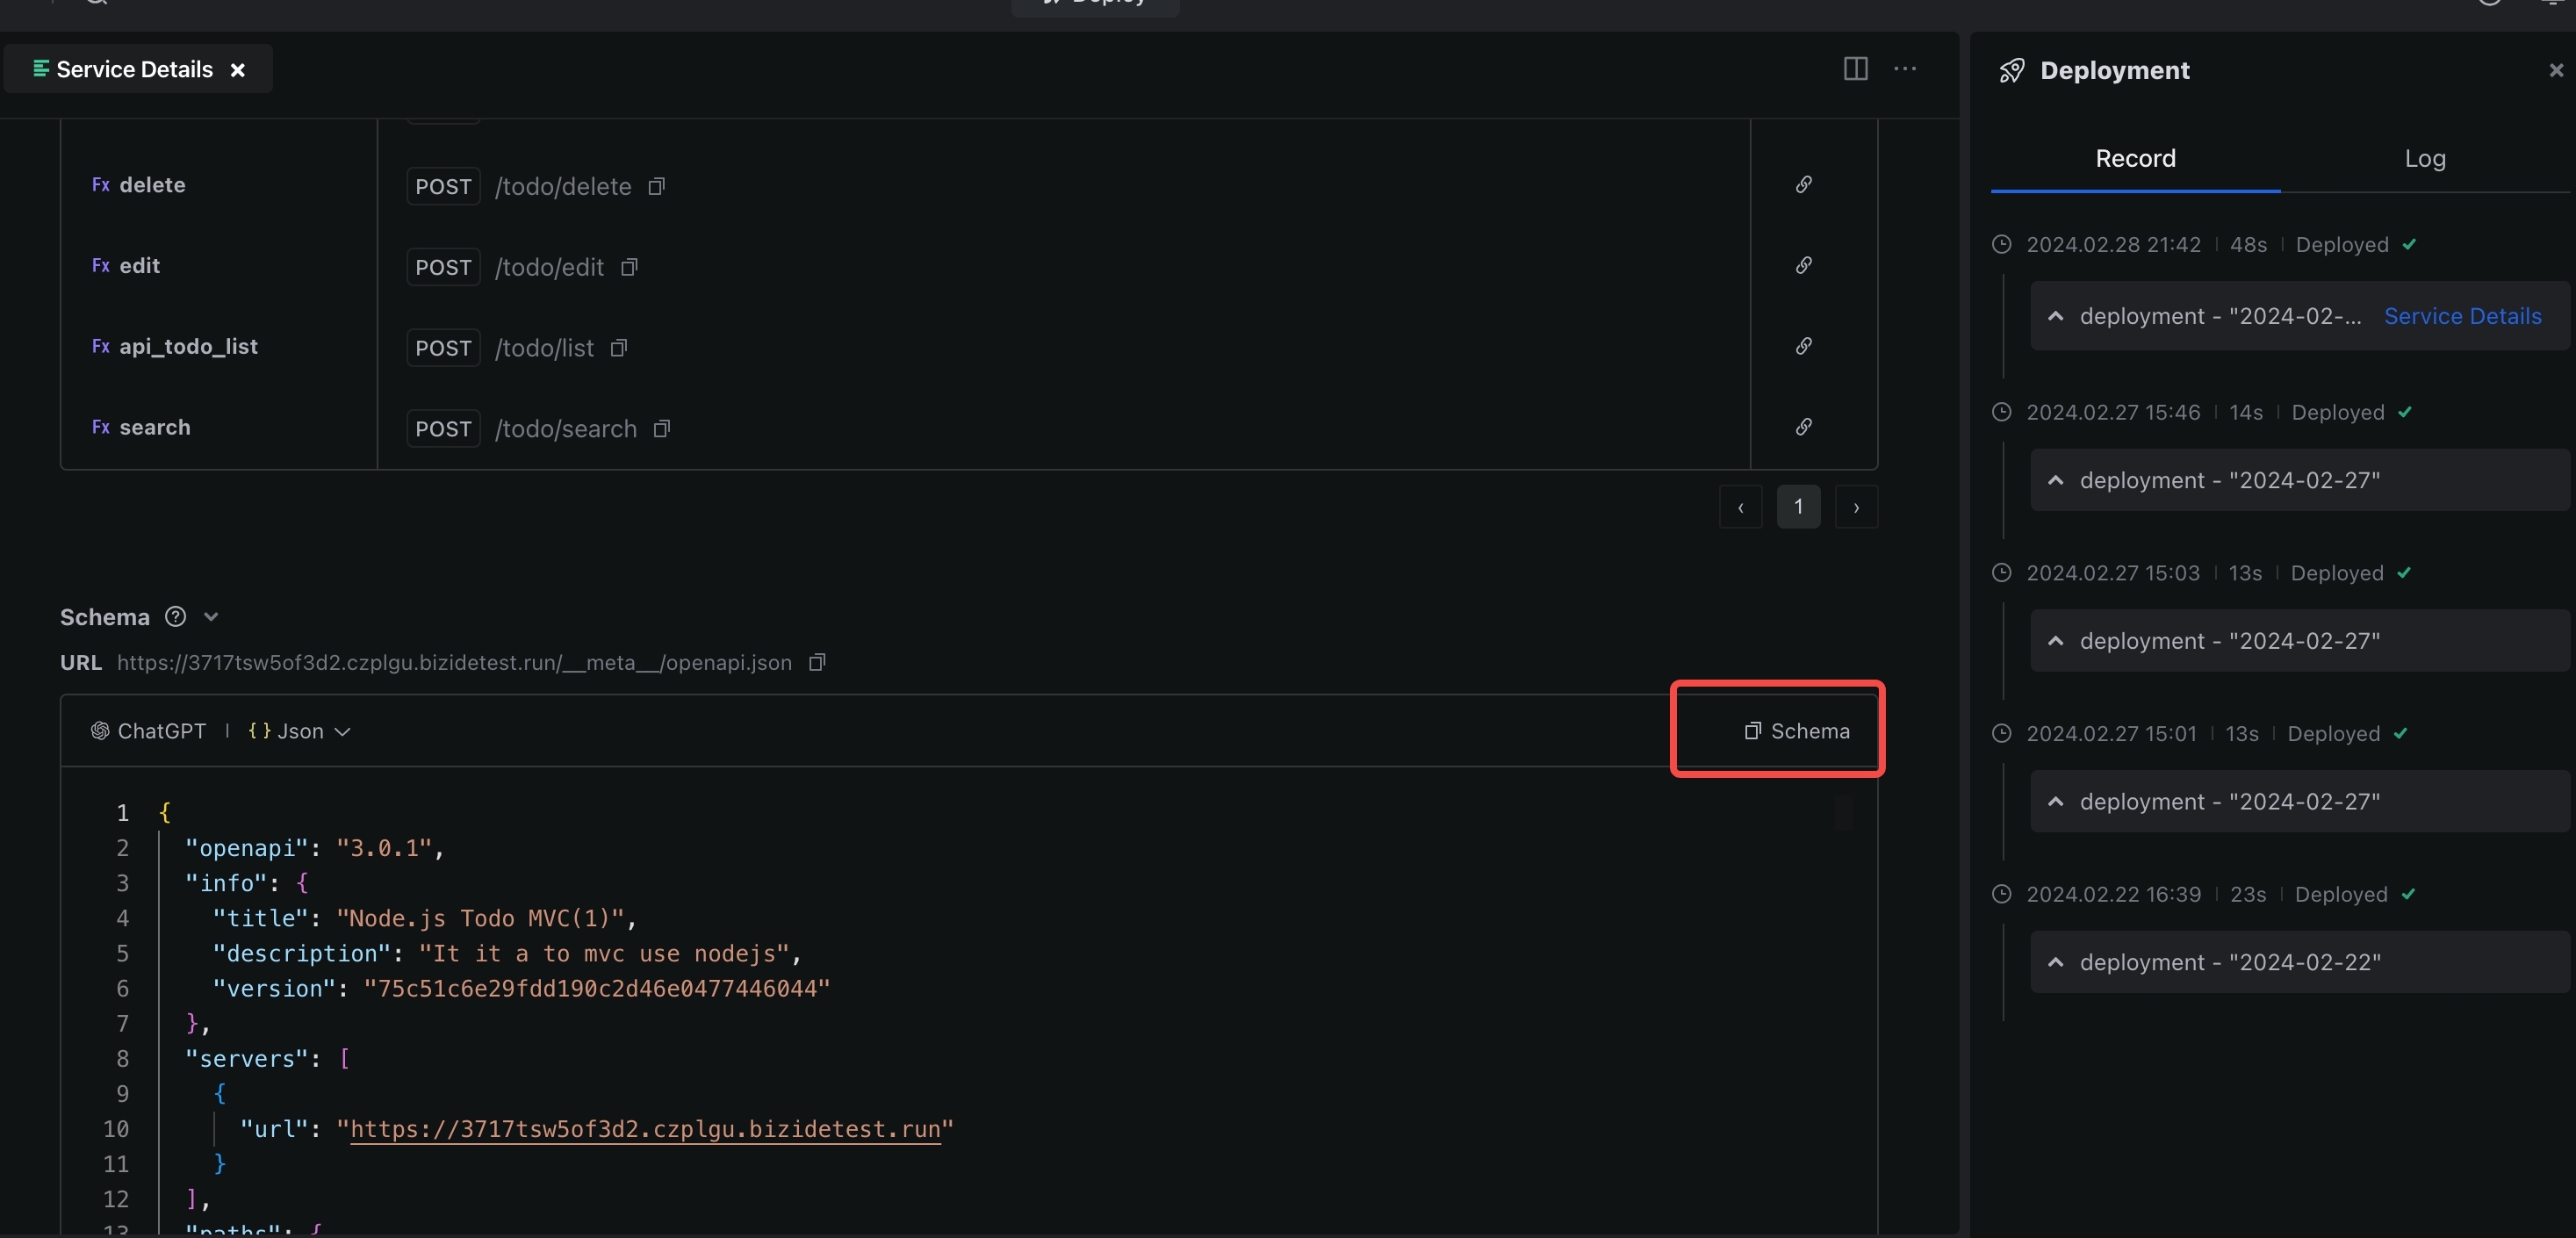 Deploy
Service Details
Fx delete POST /todo/delete
Fx edit POST /todo/edit
Fx api_todo_list POST /todo/list
Fx search POST /todo/search
1
Schema
URL https://3717tsw5of3d2.czplgu.bizidetest.run/__meta__/openapi.json
ChatGPT { } Json
Schema
1 {
2 "openapi": "3.0.1",
3 "info": {
4 "title": "Node.js Todo MVC(1)",
5 "description": "It it a to mvc use nodejs",
6 "version": "75c51c6e29fdd190c2d46e0477446044"
7 },
8 "servers": [
9 {
10 "url": "https://3717tsw5of3d2.czplgu.bizidetest.run"
11 }
12 ],
13 "paths": {
Deployment
Record Log
2024.02.28 21:42 | 48s | Deployed
deployment - "2024-02-... Service Details
2024.02.27 15:46 | 14s | Deployed
deployment - "2024-02-27"
2024.02.27 15:03 | 13s | Deployed
deployment - "2024-02-27"
2024.02.27 15:01 | 13s | Deployed
deployment - "2024-02-27"
2024.02.22 16:39 | 23s | Deployed
deployment - "2024-02-22"